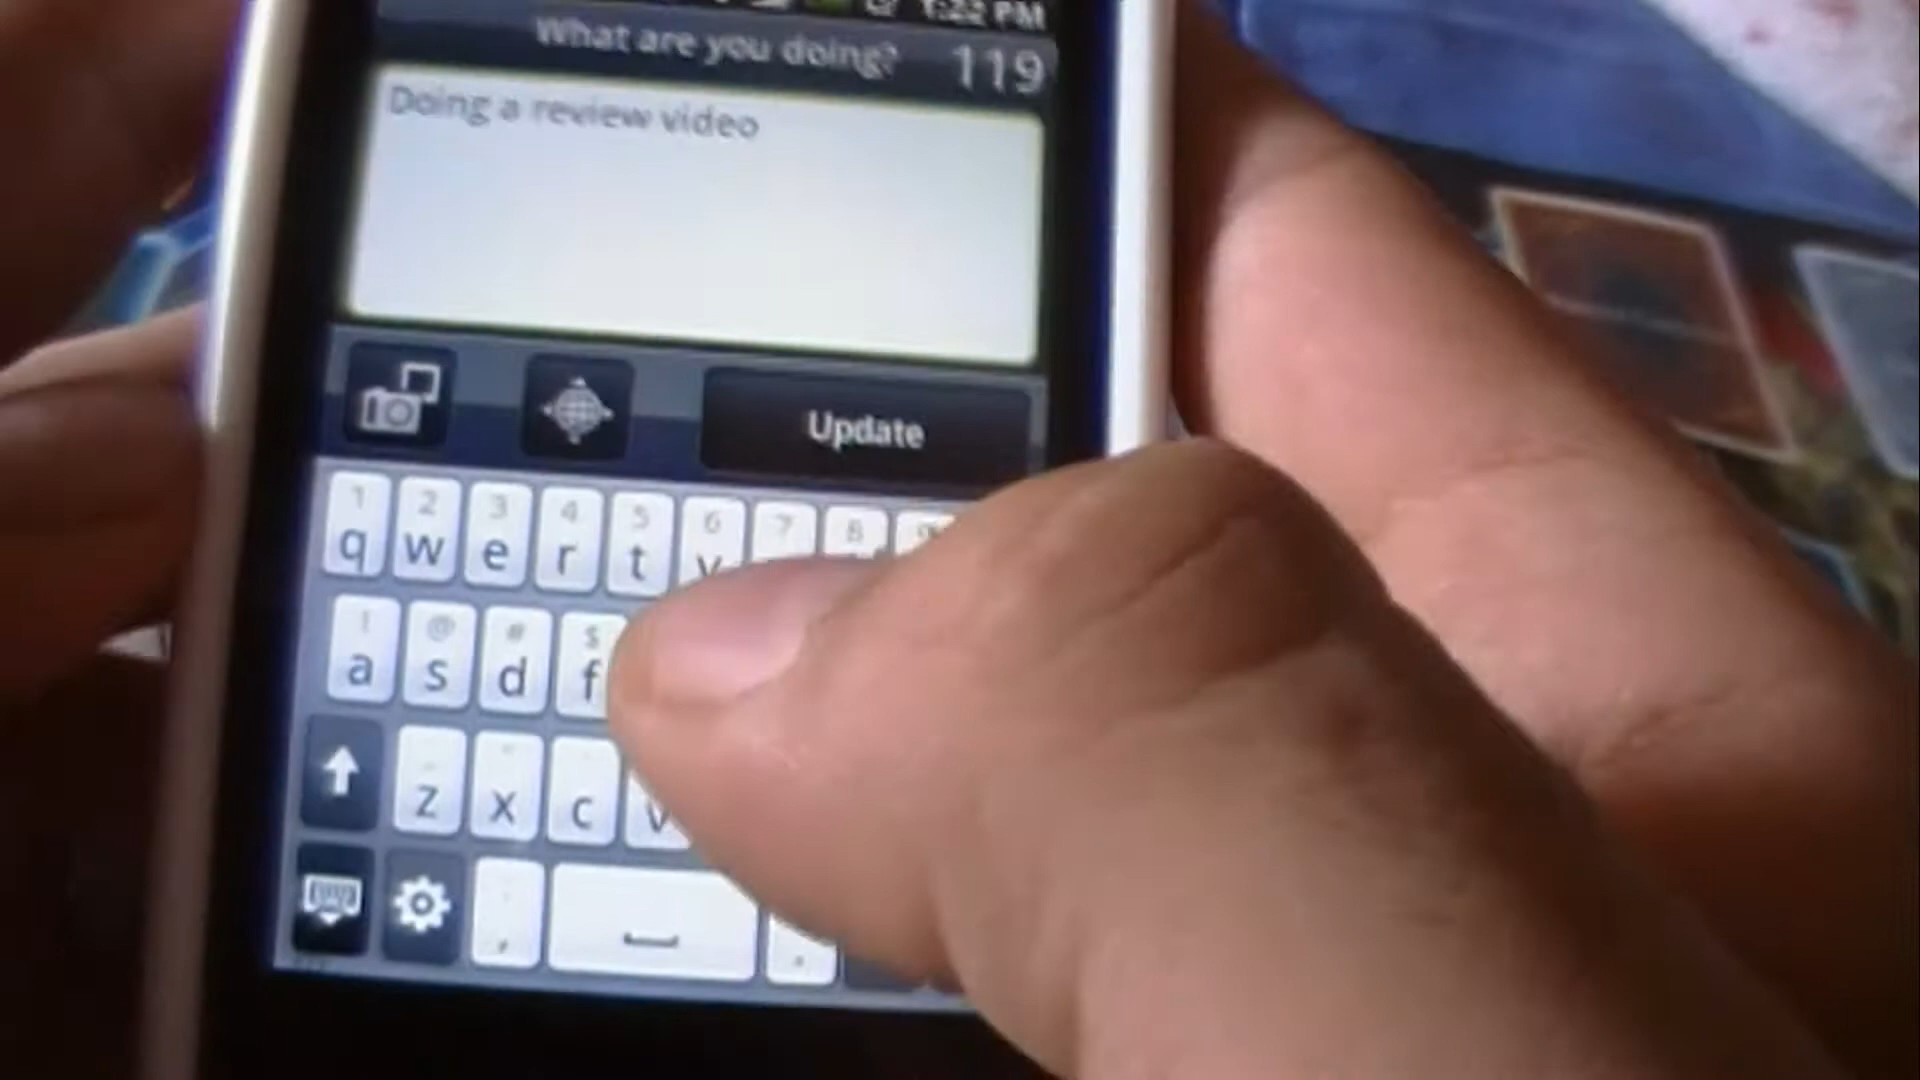 1:22 PM
What are you doing? 119
Doing a review video
Update
1 2 3 4 5 6 7 8
q w e r t y
! @ # $
a s d f
z x c v
, .